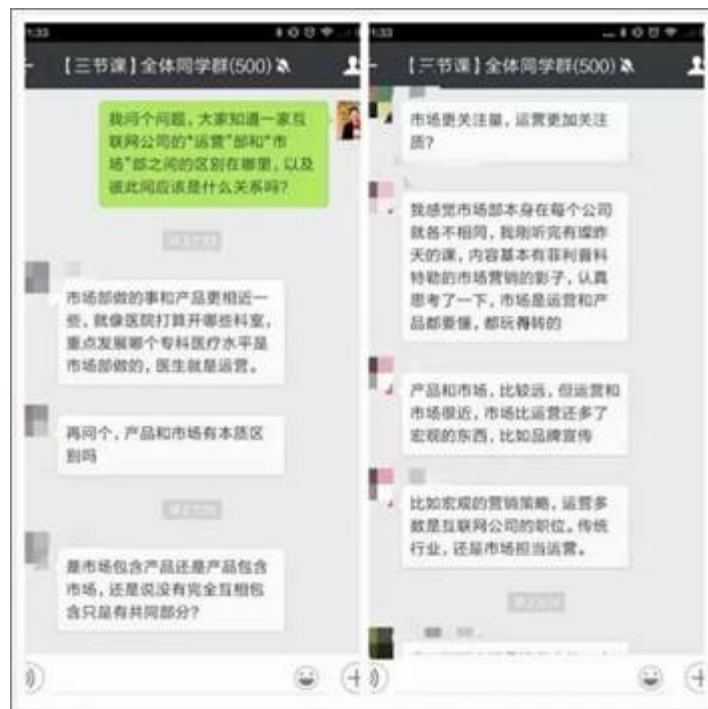 1:33
【三节课】全体同学群(500)
我问个问题，大家知道一家互
联网公司的“运营”部和“市
场”部之间的区别在哪里，以及
彼此间应该是什么关系吗？
市场部做的事和产品更相近一
些，就像医院打算开哪些科室，
重点发展哪个专科医疗水平是
市场部做的，医生就是运营。
再问个，产品和市场有本质区
别吗
是市场包含产品还是产品包含
市场，还是说没有完全互相包
含只是有共同部分？
1:33
【三节课】全体同学群(500)
市场更关注量，运营更加关注
质？
我感觉市场部本身在每个公司
就各不相同，我刚听完有璨昨
天的课，内容基本有菲利普科
特勒的市场营销的影子，认真
思考了一下，市场是运营和产
品都要懂，都玩得转的
产品和市场，比较远，但运营和
市场很近，市场比运营还多了
宏观的东西，比如品牌宣传
比如宏观的营销策略，运营多
数是互联网公司的职位。传统
行业，还是市场担当运营。